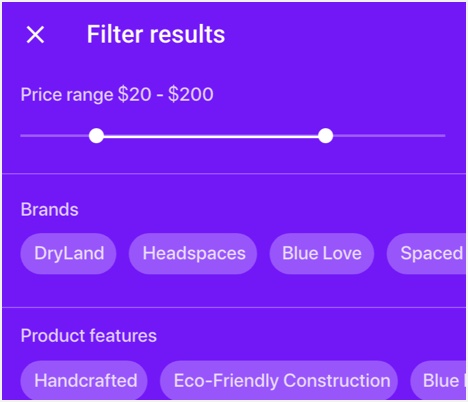 Filter results
Price range $20 - $200
Brands
DryLand Headspaces Blue Love Spaced
Product features
Handcrafted Eco-Friendly Construction Blue